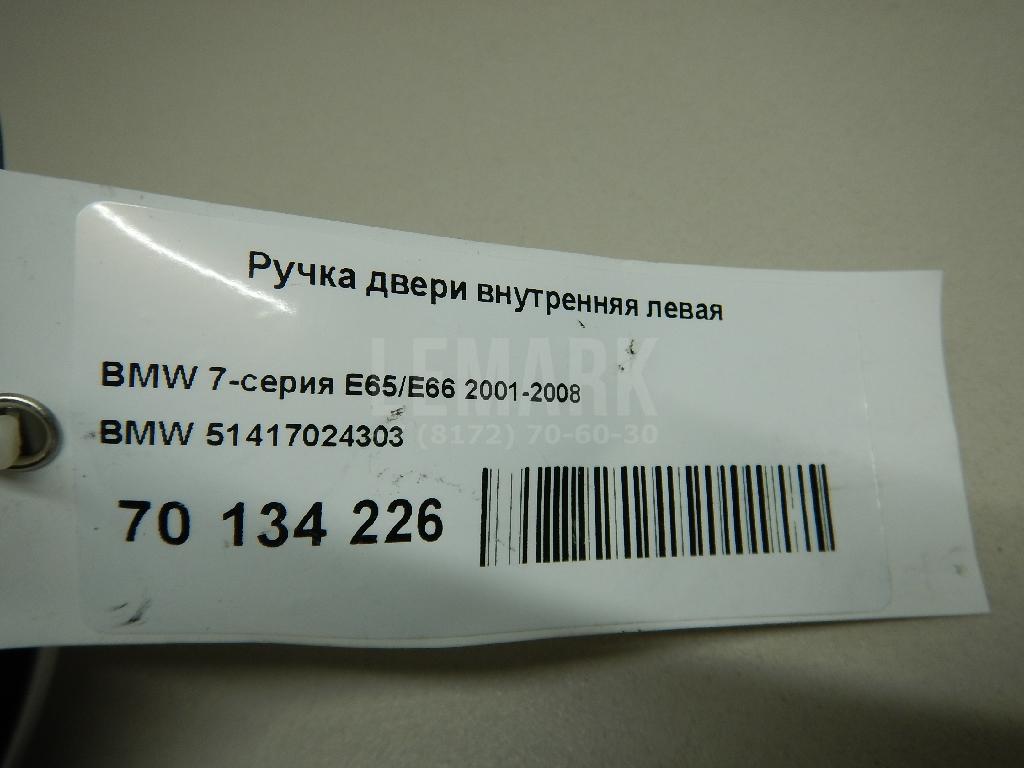 Ручка двери внутренняя левая
LEMARK
BMW 7-серия E65/E66 2001-2008
BMW 51417024303
(8172) 70-60-30
70 134 226